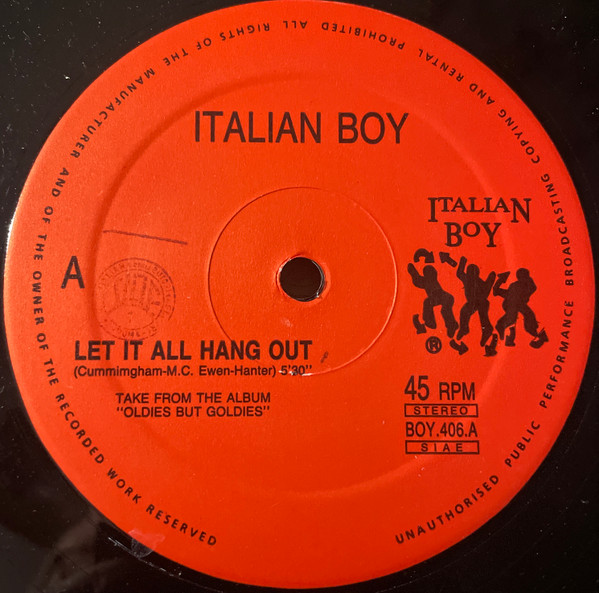 ALL RIGHTS OF THE MANUFACTURER AND OF THE OWNER OF THE RECORDED WORK RESERVED
UNAUTHORISED PUBLIC PERFORMANCE BROADCASTING COPYING AND RENTAL PROHIBITED
ITALIAN BOY
ITALIAN
BOY
®
A
LET IT ALL HANG OUT
(Cummimgham-M.C. Ewen-Hanter) 5'30"
TAKE FROM THE ALBUM
"OLDIES BUT GOLDIES"
45 RPM
STEREO
BOY.406.A
SIAE